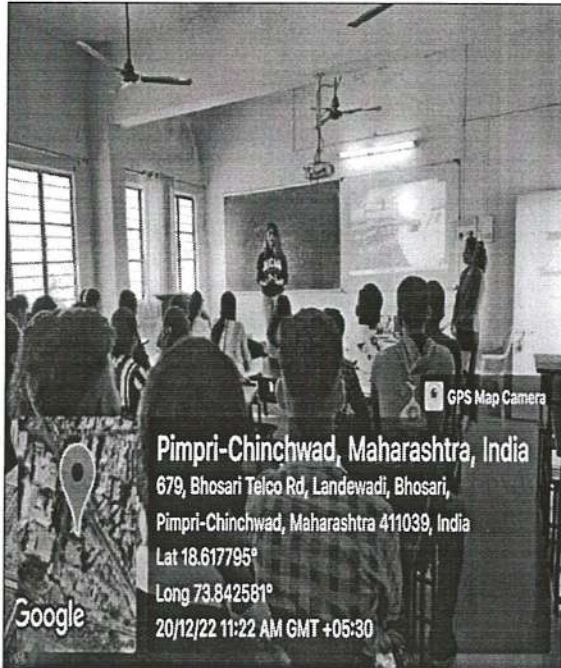 GPS Map Camera
Pimpri-Chinchwad, Maharashtra, India
679, Bhosari Telco Rd, Landewadi, Bhosari,
Pimpri-Chinchwad, Maharashtra 411039, India
Lat 18.617795°
Long 73.842581°
Google
20/12/22 11:22 AM GMT +05:30